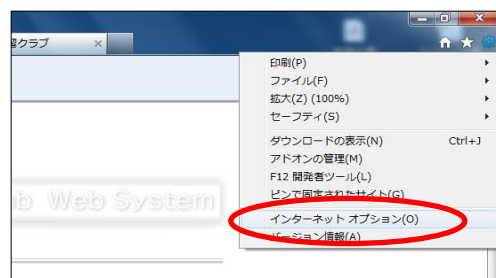 クラブ
印刷(P)
ファイル(F)
拡大(Z) (100%)
セーフティ(S)
ダウンロードの表示(N) Ctrl+J
アドオンの管理(M)
F12 開発者ツール(L)
ピンで固定されたサイト(G)
b Web System
インターネット オプション(O)
バージョン情報(A)